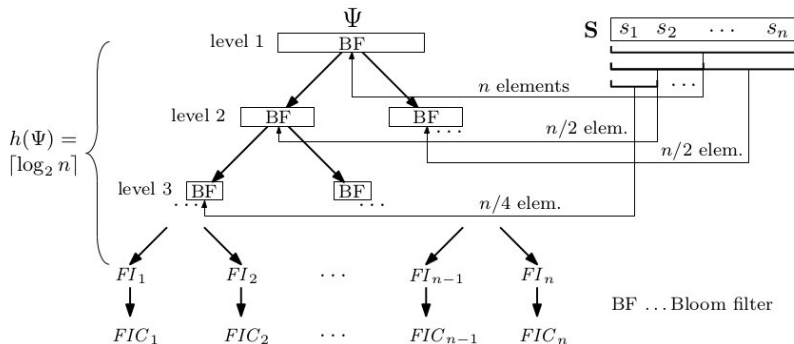 Ψ
S s₁ s₂ ⋯ sₙ
level 1 BF
⋯
n elements
level 2 BF BF
⋯
n/2 elem.
h(Ψ) =
⌈log₂ n⌉
n/2 elem.
level 3 BF BF
⋯ ⋯
n/4 elem.
FI₁ FI₂ ⋯ FIₙ₋₁ FIₙ
BF ...Bloom filter
FIC₁ FIC₂ ⋯ FICₙ₋₁ FICₙ